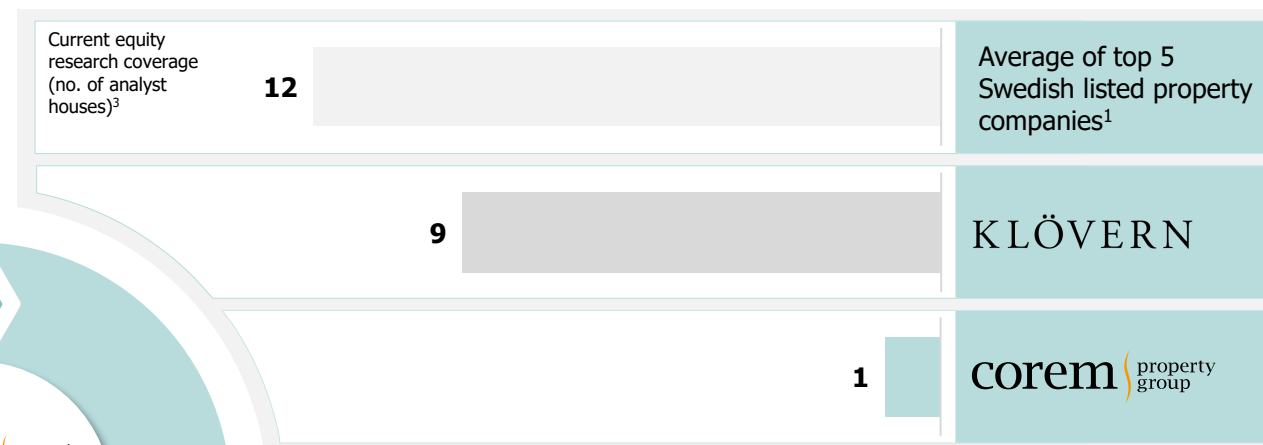 Current equity
research coverage
(no. of analyst
houses)³
12
Average of top 5
Swedish listed property
companies¹
9
KLÖVERN
1
corem property
group